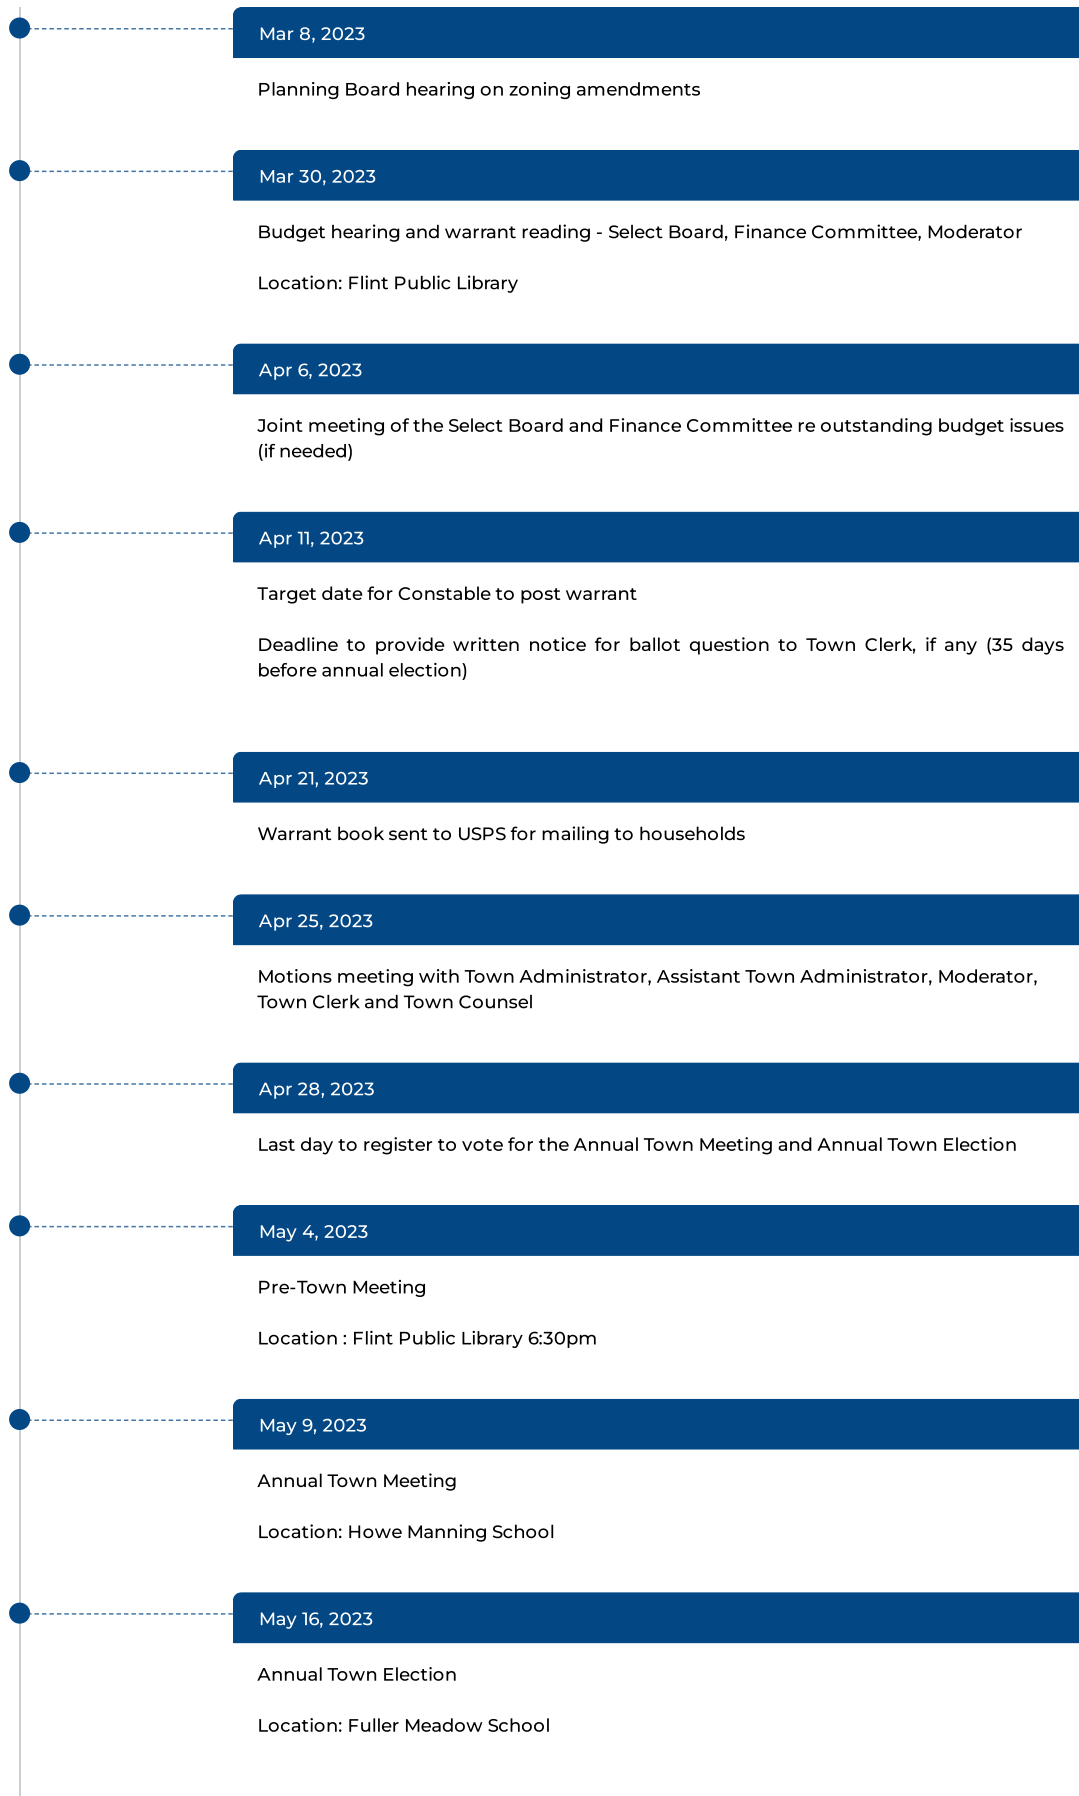 Mar 8, 2023
Planning Board hearing on zoning amendments
Mar 30, 2023
Budget hearing and warrant reading - Select Board, Finance Committee, Moderator
Location: Flint Public Library
Apr 6, 2023
Joint meeting of the Select Board and Finance Committee re outstanding budget issues
(if needed)
Apr 11, 2023
Target date for Constable to post warrant
Deadline to provide written notice for ballot question to Town Clerk, if any (35 days
before annual election)
Apr 21, 2023
Warrant book sent to USPS for mailing to households
Apr 25, 2023
Motions meeting with Town Administrator, Assistant Town Administrator, Moderator,
Town Clerk and Town Counsel
Apr 28, 2023
Last day to register to vote for the Annual Town Meeting and Annual Town Election
May 4, 2023
Pre-Town Meeting
Location : Flint Public Library 6:30pm
May 9, 2023
Annual Town Meeting
Location: Howe Manning School
May 16, 2023
Annual Town Election
Location: Fuller Meadow School